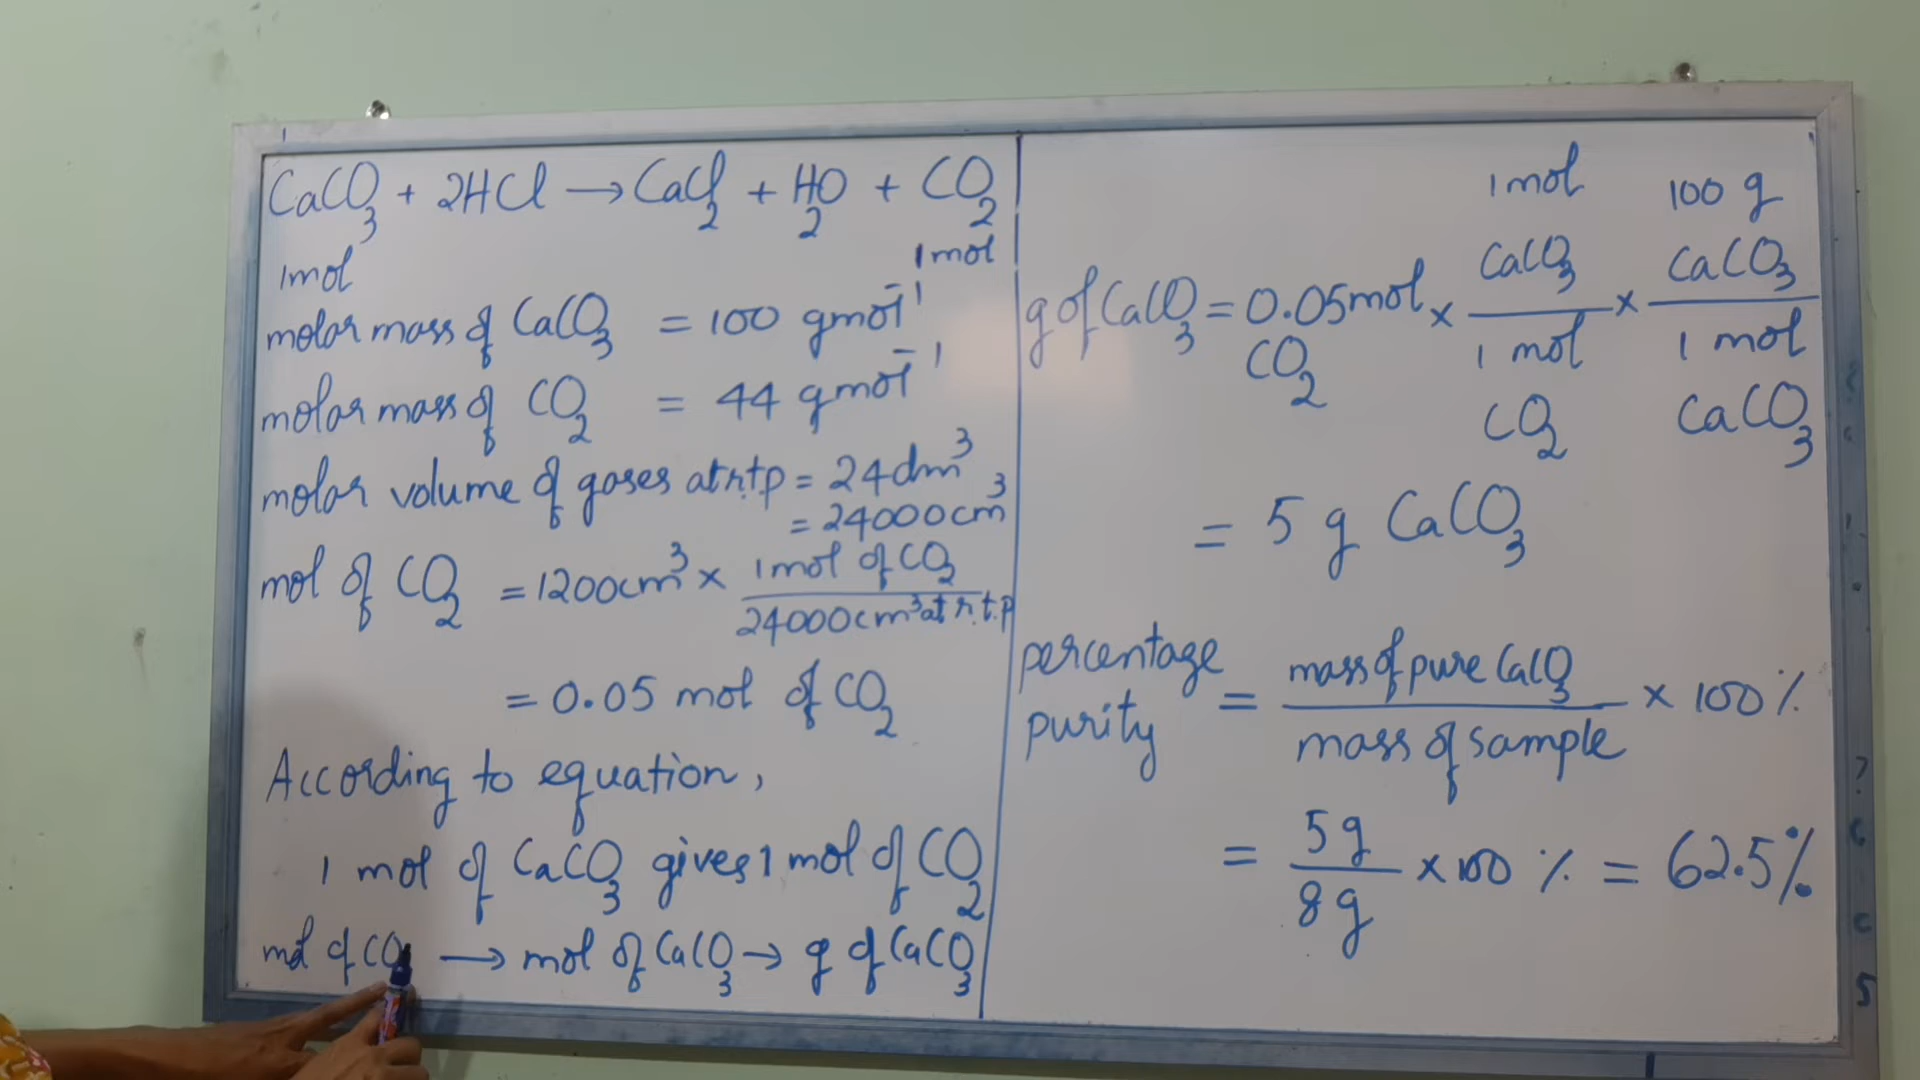 CaCO₃ + 2HCl → CaCl₂ + H₂O + CO₂
1mol 1mol
molar mass of CaCO₃ = 100 gmol⁻¹
molar mass of CO₂ = 44 gmol⁻¹
molar volume of gases at r.t.p = 24dm³
= 24000cm³
mol of CO₂ = 1200cm³ × 1mol of CO₂ / 24000cm³ at r.t.p
= 0.05 mol of CO₂
According to equation,
1 mol of CaCO₃ gives 1 mol of CO₂
mol of CO → mol of CaCO₃ → g of CaCO₃
g of CaCO₃ = 0.05mol CO₂ × 1mol CaCO₃ / 1 mol CO₂ × 100 g CaCO₃ / 1 mol CaCO₃
= 5 g CaCO₃
percentage purity = mass of pure CaCO₃ / mass of sample × 100%
= 5g / 8g × 100 % = 62.5%